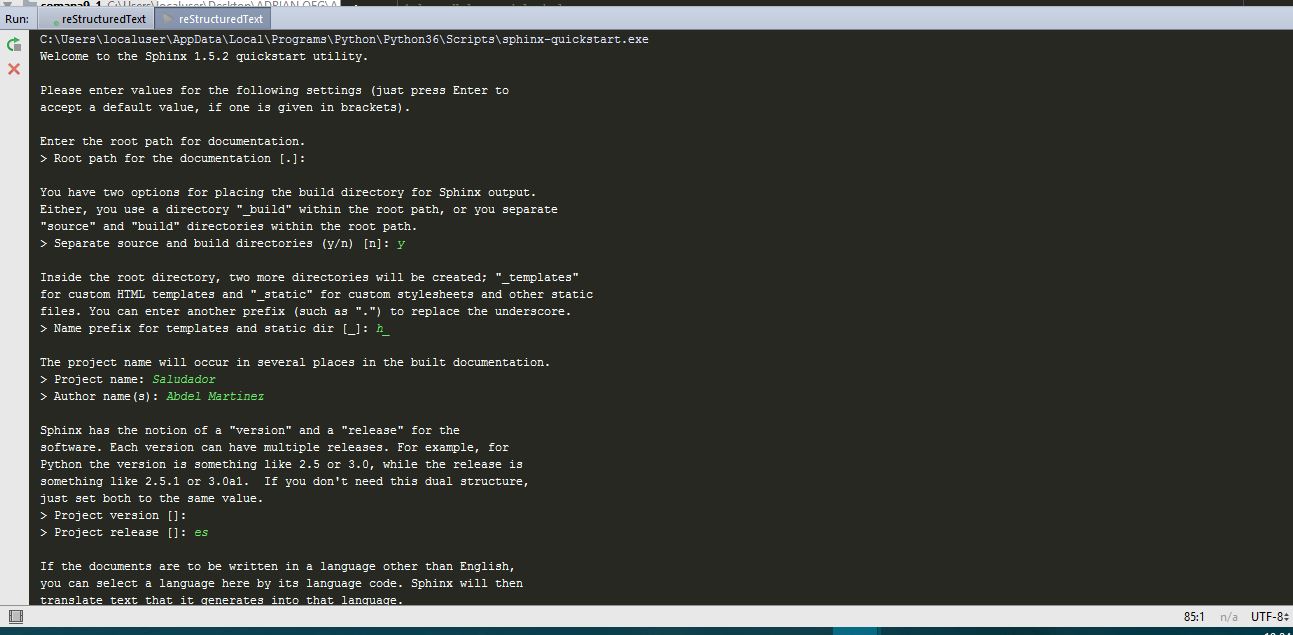 Run: reStructuredText reStructuredText
C:\Users\localuser\AppData\Local\Programs\Python\Python36\Scripts\sphinx-quickstart.exe
Welcome to the Sphinx 1.5.2 quickstart utility.
Please enter values for the following settings (just press Enter to
accept a default value, if one is given in brackets).
Enter the root path for documentation.
> Root path for the documentation [.]:
You have two options for placing the build directory for Sphinx output.
Either, you use a directory "_build" within the root path, or you separate
"source" and "build" directories within the root path.
> Separate source and build directories (y/n) [n]: y
Inside the root directory, two more directories will be created; "_templates"
for custom HTML templates and "_static" for custom stylesheets and other static
files. You can enter another prefix (such as ".") to replace the underscore.
> Name prefix for templates and static dir [_]: h_
The project name will occur in several places in the built documentation.
> Project name: Saludador
> Author name(s): Abdel Martinez
Sphinx has the notion of a "version" and a "release" for the
software. Each version can have multiple releases. For example, for
Python the version is something like 2.5 or 3.0, while the release is
something like 2.5.1 or 3.0a1.  If you don't need this dual structure,
just set both to the same value.
> Project version []:
> Project release []: es
If the documents are to be written in a language other than English,
you can select a language here by its language code. Sphinx will then
translate text that it generates into that language.
85:1 n/a UTF-8